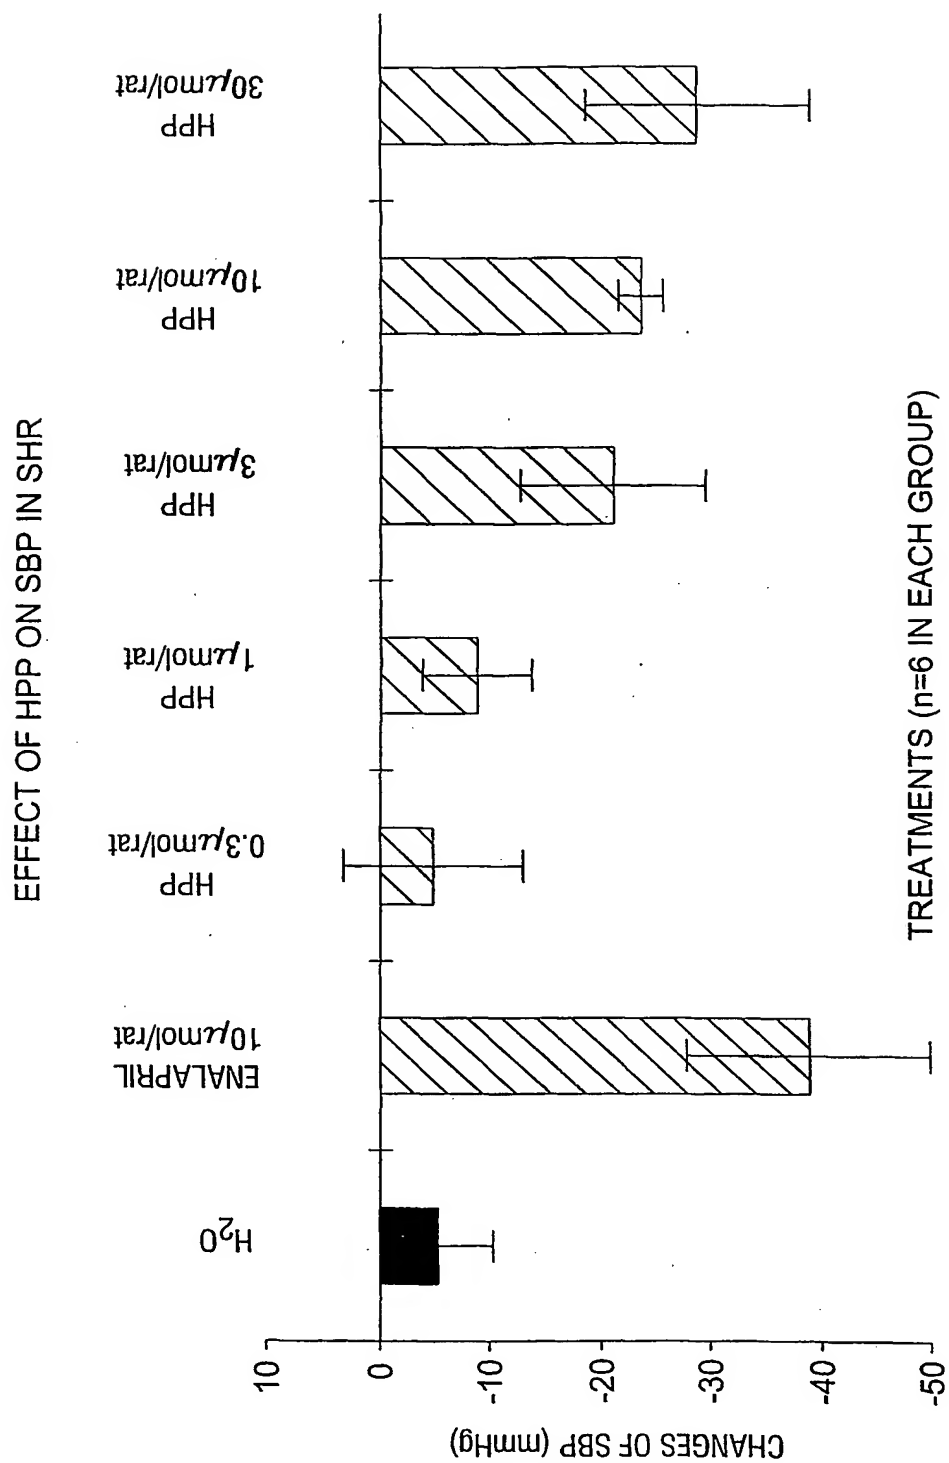 EFFECT OF HPP ON SBP IN SHR
H₂O
ENALAPRIL
10μmol/rat
HPP
0.3μmol/rat
HPP
1μmol/rat
HPP
3μmol/rat
HPP
10μmol/rat
HPP
30μmol/rat
CHANGES OF SBP (mmHg)
10
0
-10
-20
-30
-40
-50
TREATMENTS (n=6 IN EACH GROUP)